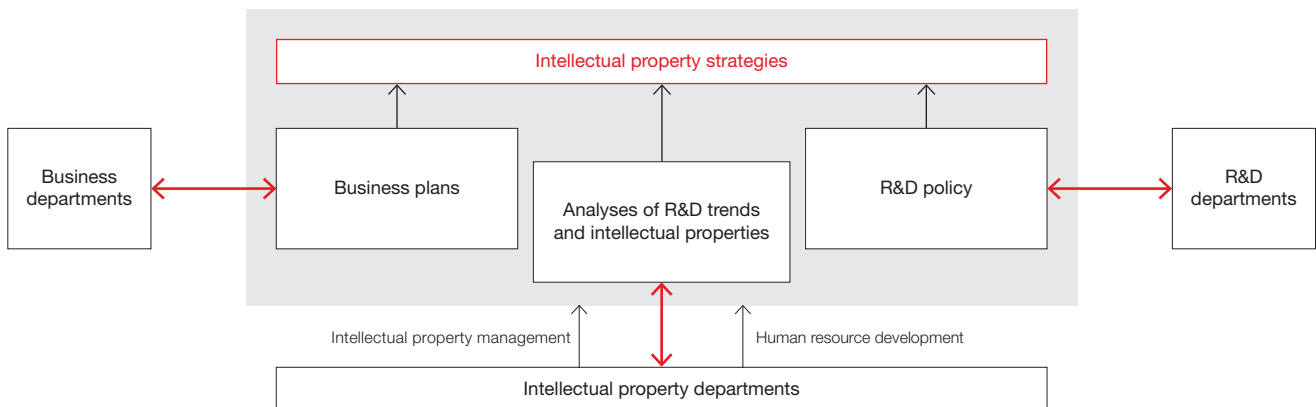 Intellectual property strategies
Business
departments
Business plans
Analyses of R&D trends
and intellectual properties
R&D policy
R&D
departments
Intellectual property management
Human resource development
Intellectual property departments